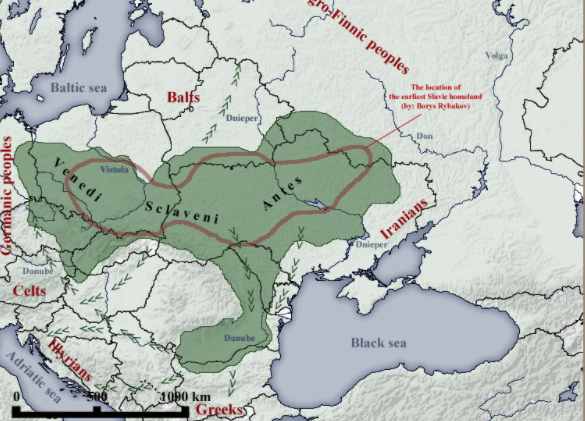 gro-Finnic peoples
Volga
Baltic sea
Balts
The location of
the earliest Slavic homeland
(by: Borys Rybakov)
Dnieper
Don
Germanic peoples
Venedi
Vistula
Sclaveni
Antes
Iranians
Dnieper
Danube
Celts
Illyrians
Danube
Black sea
Adriatic sea
0 500 1000 km
Greeks